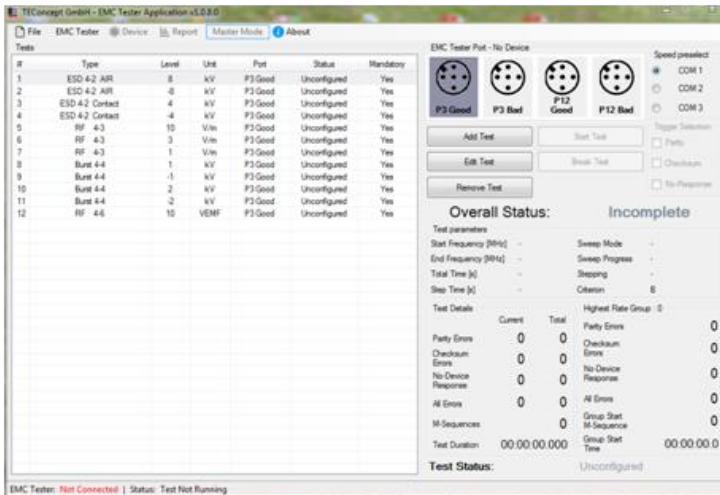 TEConcept GmbH - EMC Tester Application v5.0.8.0
File EMC Tester Device Report Master Mode About
Tests
# Type Level Unit Port Status Mandatory
1 ESD 4-2 AIR 8 kV P3 Good Unconfigured Yes
2 ESD 4-2 AIR -8 kV P3 Good Unconfigured Yes
3 ESD 4-2 Contact 4 kV P3 Good Unconfigured Yes
4 ESD 4-2 Contact -4 kV P3 Good Unconfigured Yes
5 RF 4-3 10 V/m P3 Good Unconfigured Yes
6 RF 4-3 3 V/m P3 Good Unconfigured Yes
7 RF 4-3 1 V/m P3 Good Unconfigured Yes
8 Burst 4-4 1 kV P3 Good Unconfigured Yes
9 Burst 4-4 -1 kV P3 Good Unconfigured Yes
10 Burst 4-4 2 kV P3 Good Unconfigured Yes
11 Burst 4-4 -2 kV P3 Good Unconfigured Yes
12 RF 4-6 10 VEMF P3 Good Unconfigured Yes
EMC Tester Port - No Device
P3 Good P3 Bad P12 Good P12 Bad
Speed preselect
COM 1
COM 2
COM 3
Add Test Start Test
Edit Test Break Test
Remove Test
Trigger Selection
Parity
Checksum
No-Response
Overall Status: Incomplete
Test parameters
Start Frequency [MHz] - Sweep Mode -
End Frequency [MHz] - Sweep Progress -
Total Time [s] - Stepping -
Step Time [s] - Criterion B
Test Details
Current Total
Parity Errors 0 0
Checksum Errors 0 0
No-Device Response 0 0
All Errors 0 0
M-Sequences 0
Test Duration 00:00:00.000
Highest Rate Group : 0
Parity Errors 0
Checksum Errors 0
No-Device Response 0
All Errors 0
Group Start M-Sequence 0
Group Start Time 00:00:00.0
Test Status: Unconfigured
EMC Tester: Not Connected | Status: Test Not Running